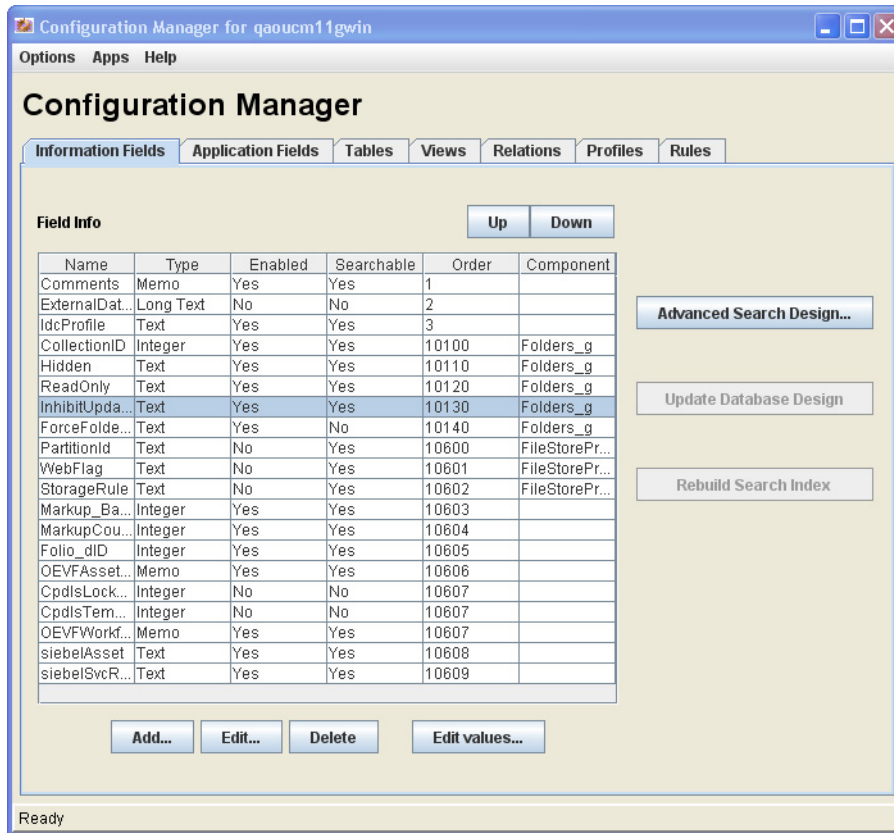 Configuration Manager for qaoucm11gwin
Options Apps Help
Configuration Manager
Information Fields Application Fields Tables Views Relations Profiles Rules
Field Info Up Down
Name Type Enabled Searchable Order Component
Comments Memo Yes Yes 1
ExternalDat... Long Text No No 2
IdcProfile Text Yes Yes 3
CollectionID Integer Yes Yes 10100 Folders_g
Hidden Text Yes Yes 10110 Folders_g
ReadOnly Text Yes Yes 10120 Folders_g
InhibitUpda... Text Yes Yes 10130 Folders_g
ForceFolde... Text Yes No 10140 Folders_g
PartitionId Text No Yes 10600 FileStorePr...
WebFlag Text No Yes 10601 FileStorePr...
StorageRule Text No Yes 10602 FileStorePr...
Markup_Ba... Integer Yes Yes 10603
MarkupCou... Integer Yes Yes 10604
Folio_dID Integer Yes Yes 10605
OEVFAsset... Memo Yes Yes 10606
CpdIsLock... Integer No No 10607
CpdIsTem... Integer No No 10607
OEVFWorkf... Memo Yes Yes 10607
siebelAsset Text Yes Yes 10608
siebelSvcR... Text Yes Yes 10609
Advanced Search Design...
Update Database Design
Rebuild Search Index
Add... Edit... Delete Edit values...
Ready